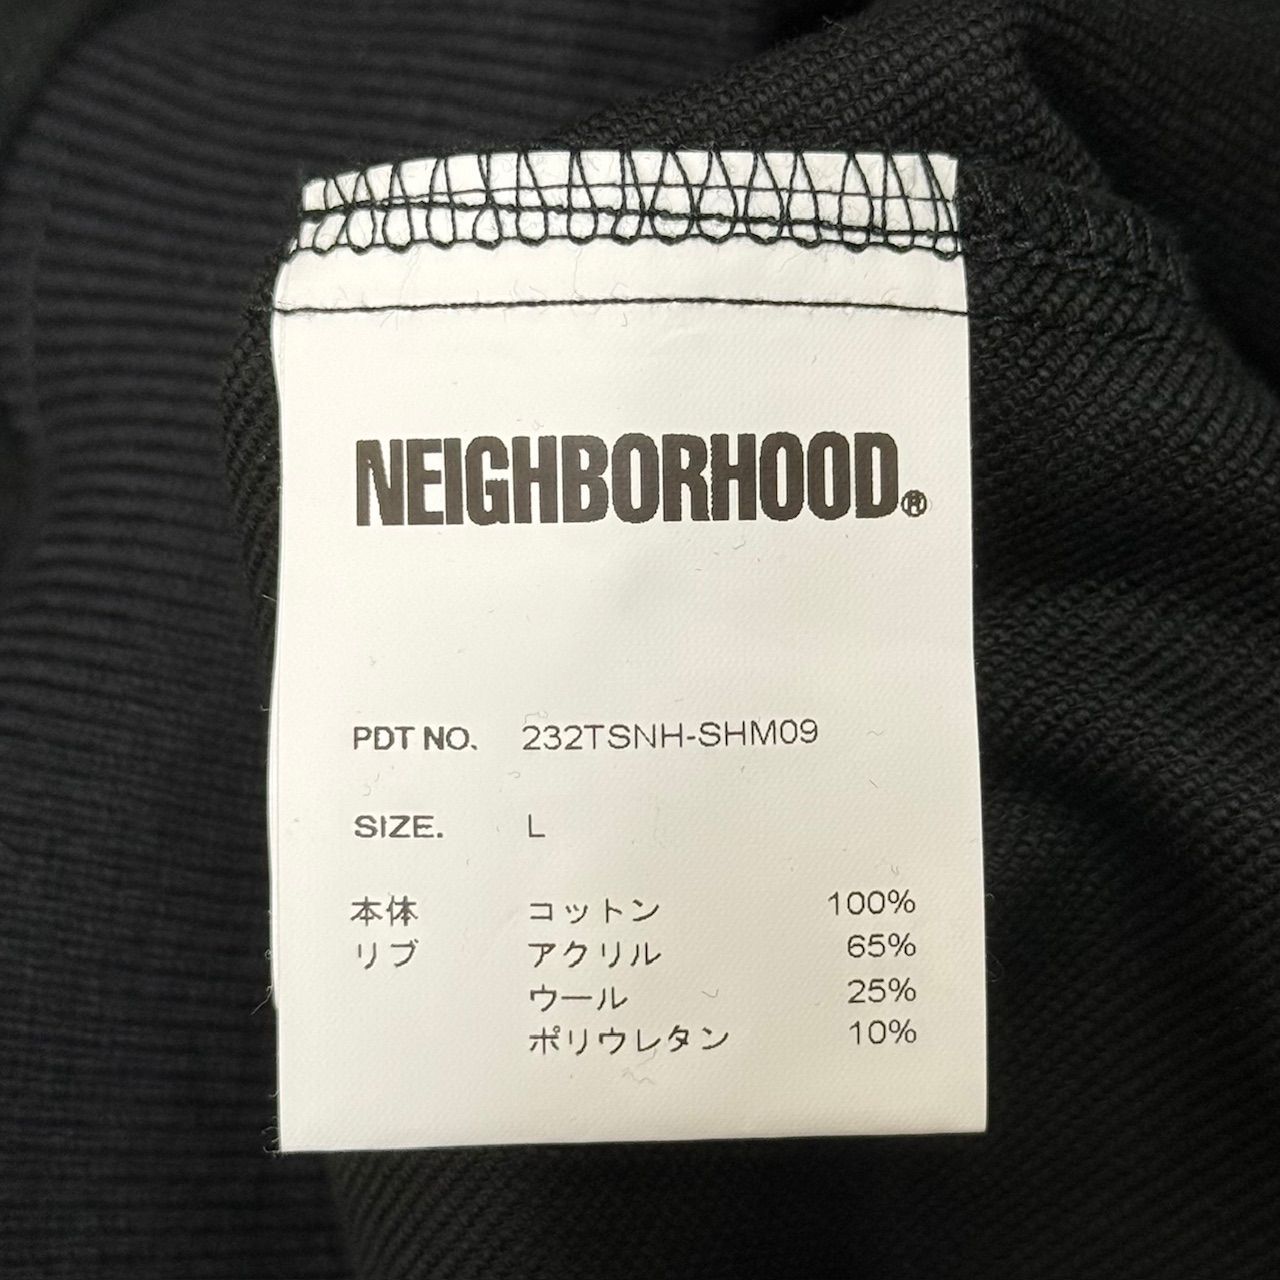 NEIGHBORHOOD®
PDT NO. 232TSNH-SHM09
SIZE. L
本体 コットン 100%
リブ アクリル 65%
ウール 25%
ポリウレタン 10%